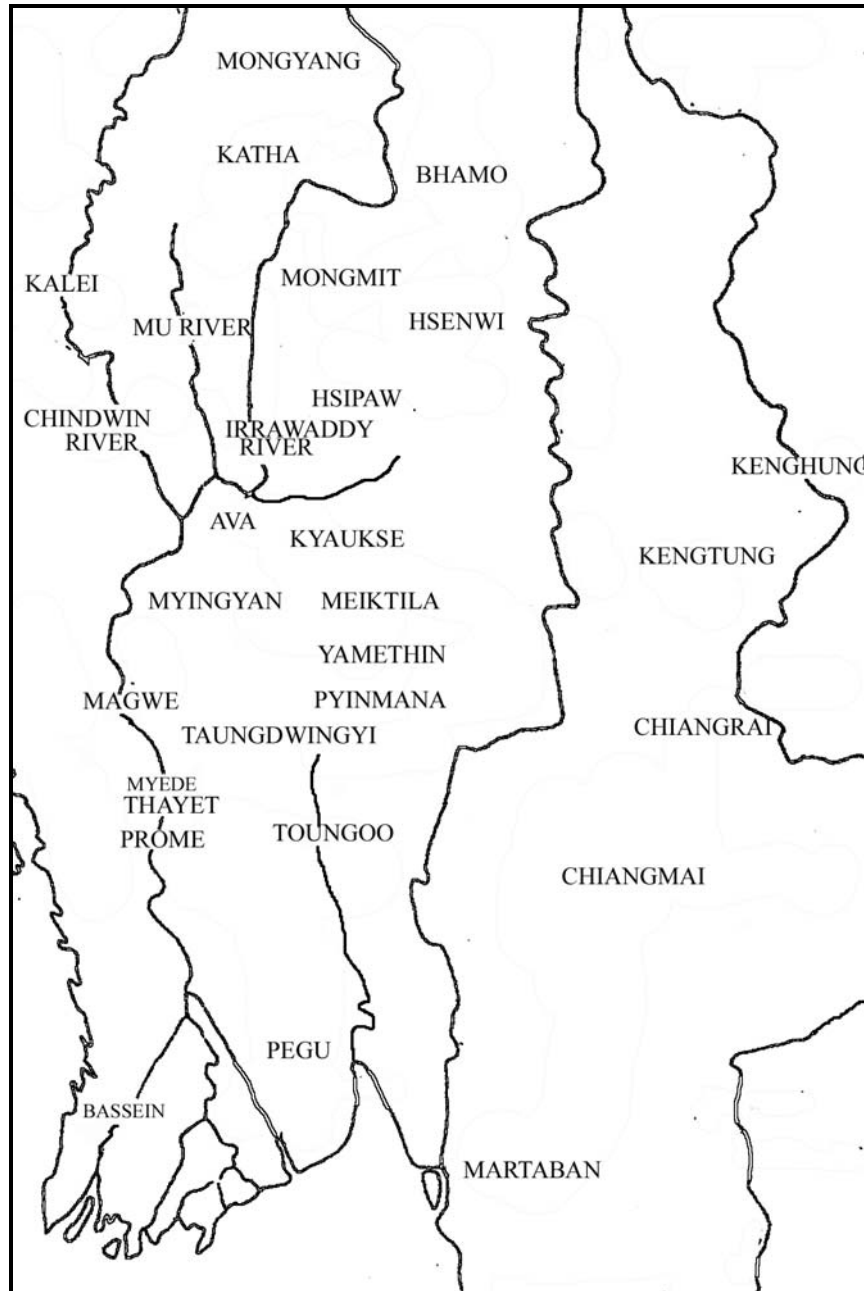 MONGYANG
KATHA
BHAMO
KALEI
MONGMIT
MU RIVER
HSENWI
HSIPAW
CHINDWIN
RIVER
IRRAWADDY
RIVER
KENGHUNG
AVA
KYAUKSE
KENGTUNG
MYINGYAN
MEIKTILA
YAMETHIN
MAGWE
PYINMANA
CHIANGRAI
TAUNGDWINGYI
MYEDE
THAYET
PROME
TOUNGOO
CHIANGMAI
PEGU
BASSEIN
MARTABAN